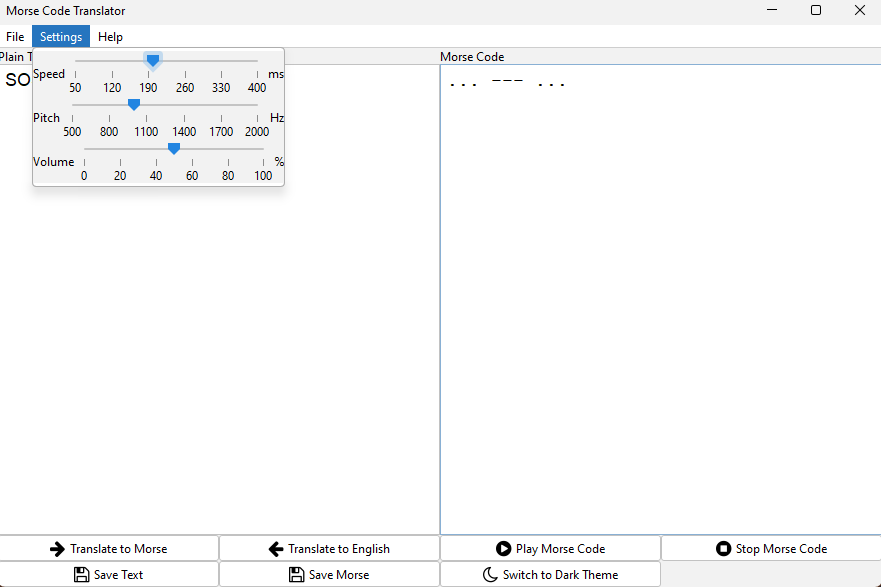 Morse Code Translator
File Settings Help
Plain Morse Code
SO ... --- ...
Speed ms
50 120 190 260 330 400
Pitch Hz
500 800 1100 1400 1700 2000
Volume %
0 20 40 60 80 100
Translate to Morse Translate to English Play Morse Code Stop Morse Code
Save Text Save Morse Switch to Dark Theme